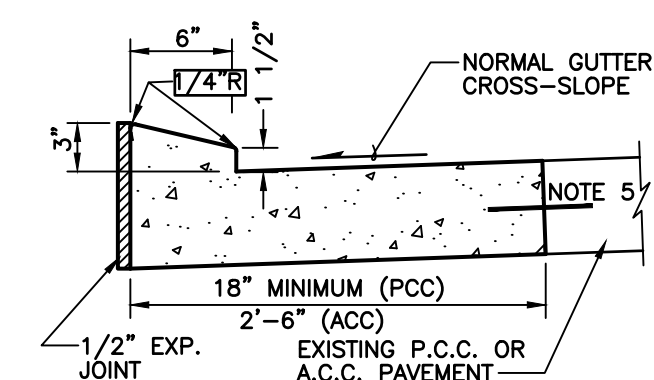 6"
1 1/2"
1/4"R
NORMAL GUTTER
CROSS-SLOPE
3"
NOTE 5
18" MINIMUM (PCC)
2'-6" (ACC)
1/2" EXP.
JOINT
EXISTING P.C.C. OR
A.C.C. PAVEMENT